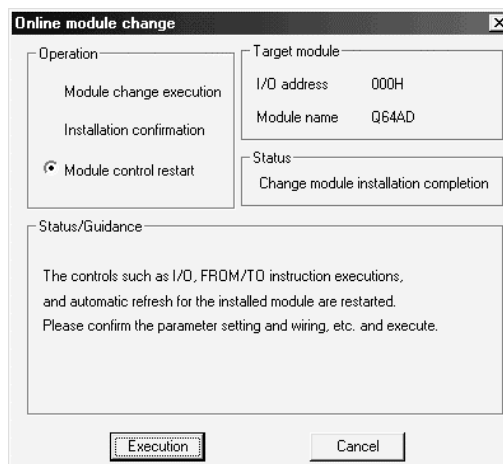 Online module change
Operation
Module change execution
Installation confirmation
Module control restart
Target module
I/O address 000H
Module name Q64AD
Status
Change module installation completion
Status/Guidance
The controls such as I/O, FROM/TO instruction executions,
and automatic refresh for the installed module are restarted.
Please confirm the parameter setting and wiring, etc. and execute.
Execution Cancel